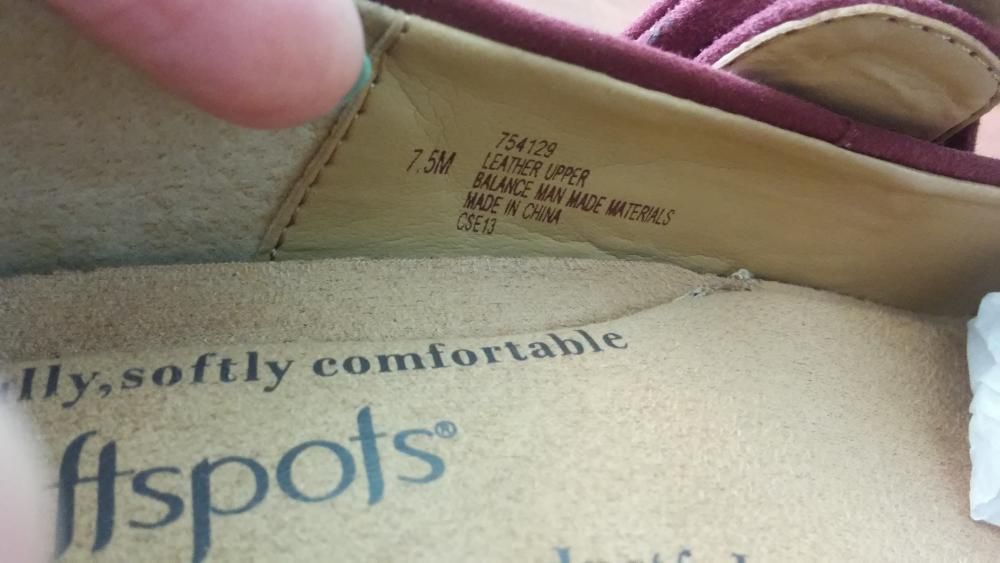 7.5M
754129
LEATHER UPPER
BALANCE MAN MADE MATERIALS
MADE IN CHINA
CSE13
lly, softly comfortable
ftspots®